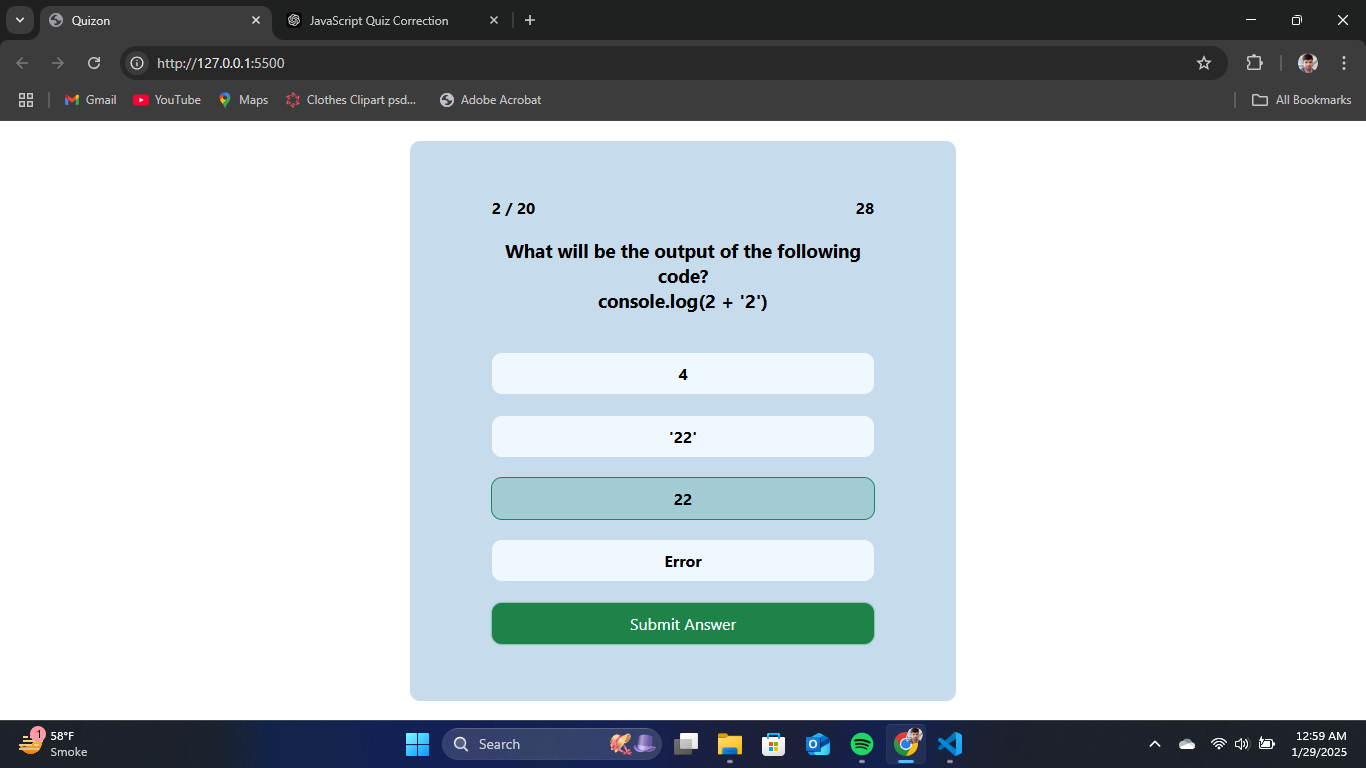 Quizon
JavaScript Quiz Correction
http://127.0.0.1:5500
Gmail
YouTube
Maps
Clothes Clipart psd...
Adobe Acrobat
All Bookmarks
2 / 20
28
What will be the output of the following
code?
console.log(2 + '2')
4
'22'
22
Error
Submit Answer
1
58°F
Smoke
Search
12:59 AM
1/29/2025